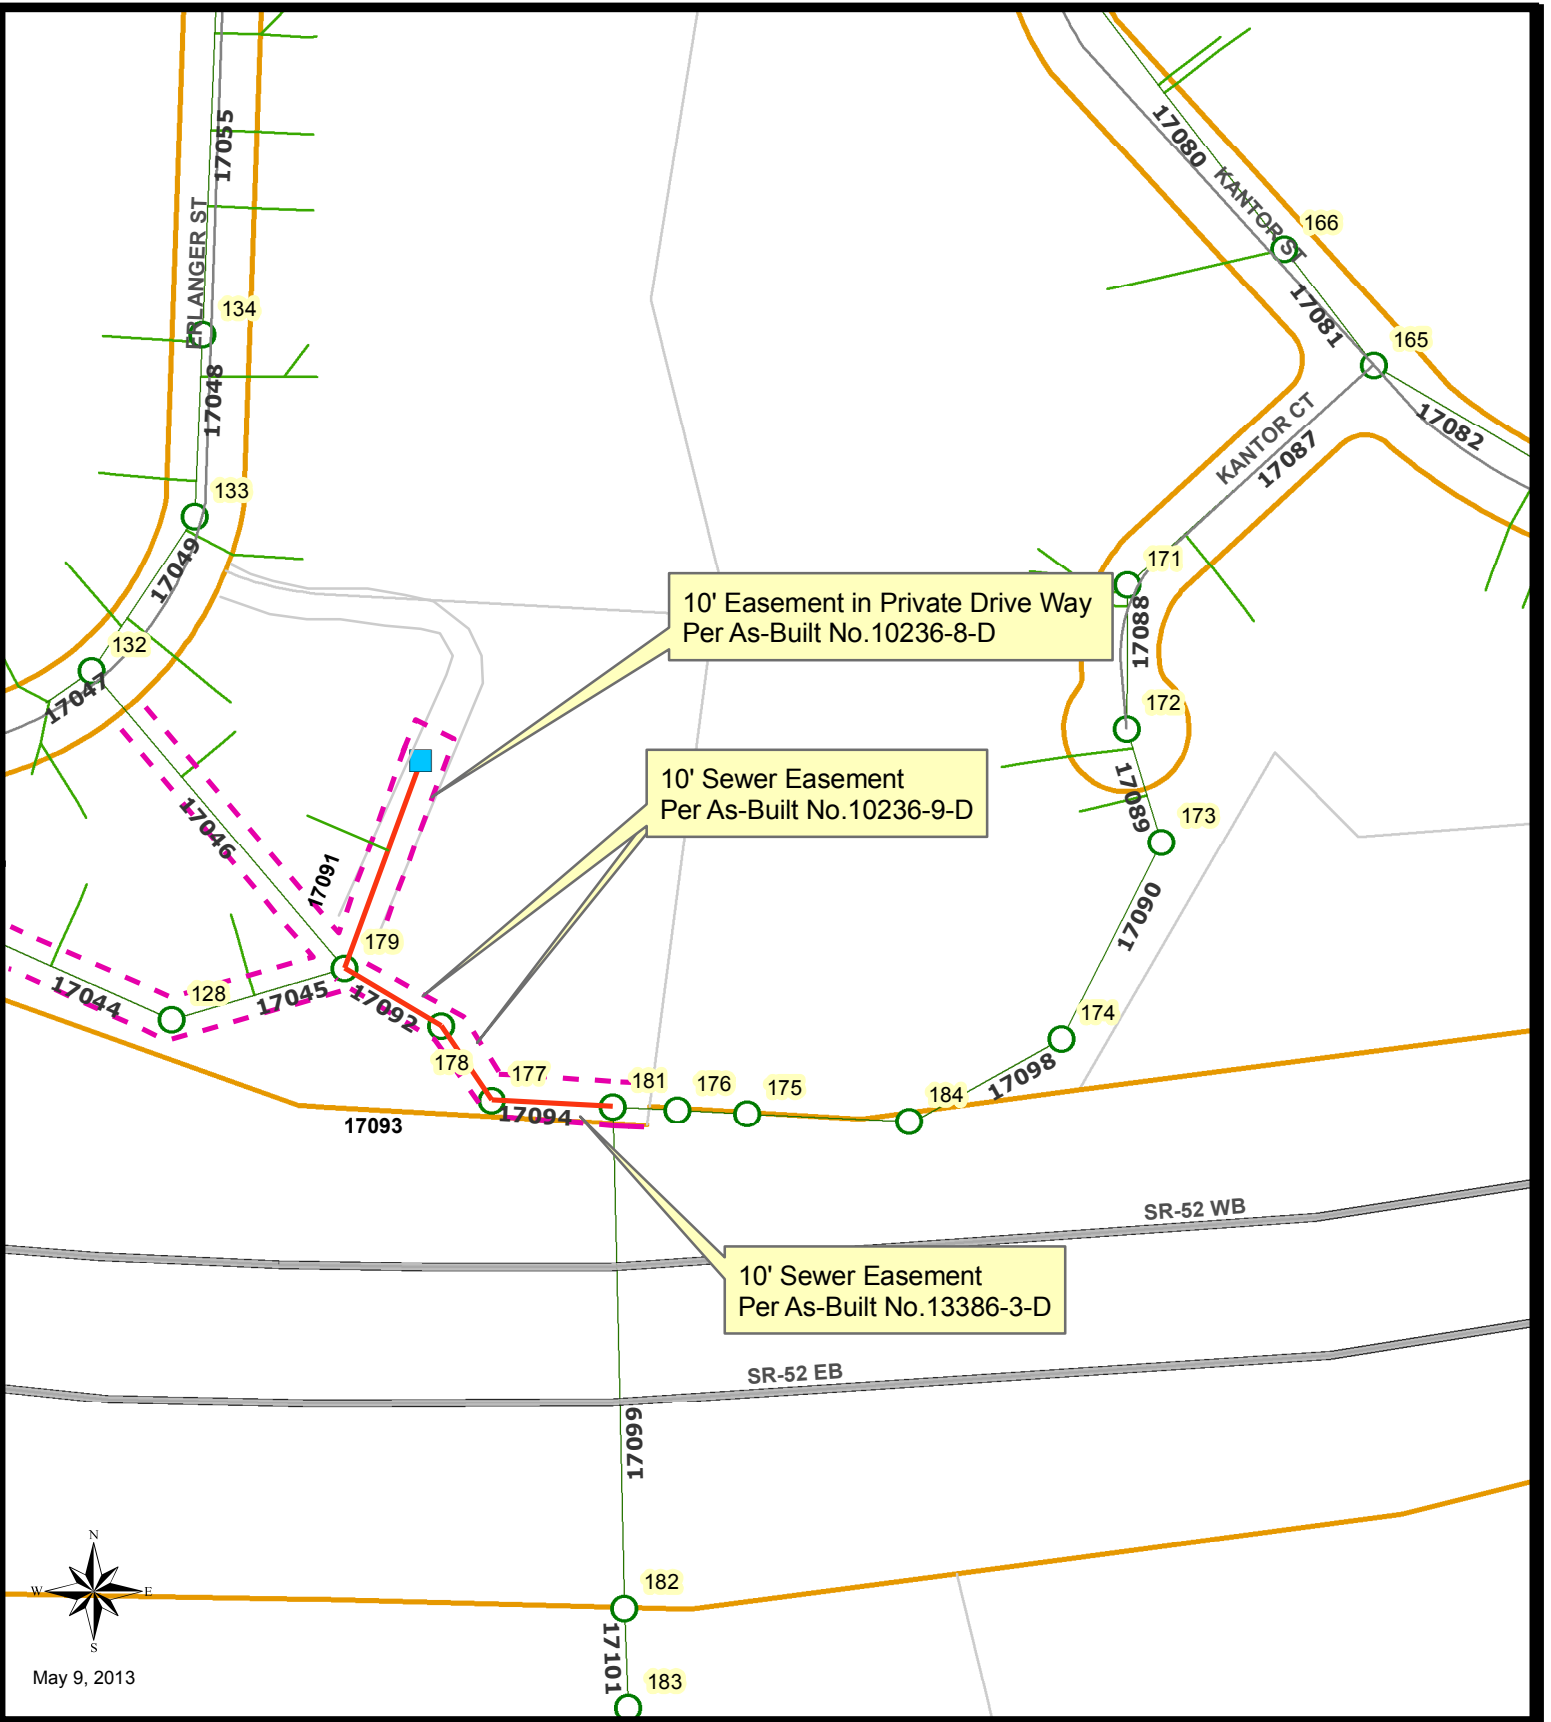 17055
ERLANGER ST
17080
KANTOR ST
166
134
17081
165
17048
KANTOR CT
17082
17087
133
17049
171
10' Easement in Private Drive Way
Per As-Built No.10236-8-D
17088
132
17047
172
10' Sewer Easement
Per As-Built No.10236-9-D
17046
17089
173
17091
17090
179
17044
128
17045
17092
174
178
177
181
176
175
17098
184
17094
17093
SR-52 WB
10' Sewer Easement
Per As-Built No.13386-3-D
SR-52 EB
17099
182
N
W
E
S
17101
May 9, 2013
183